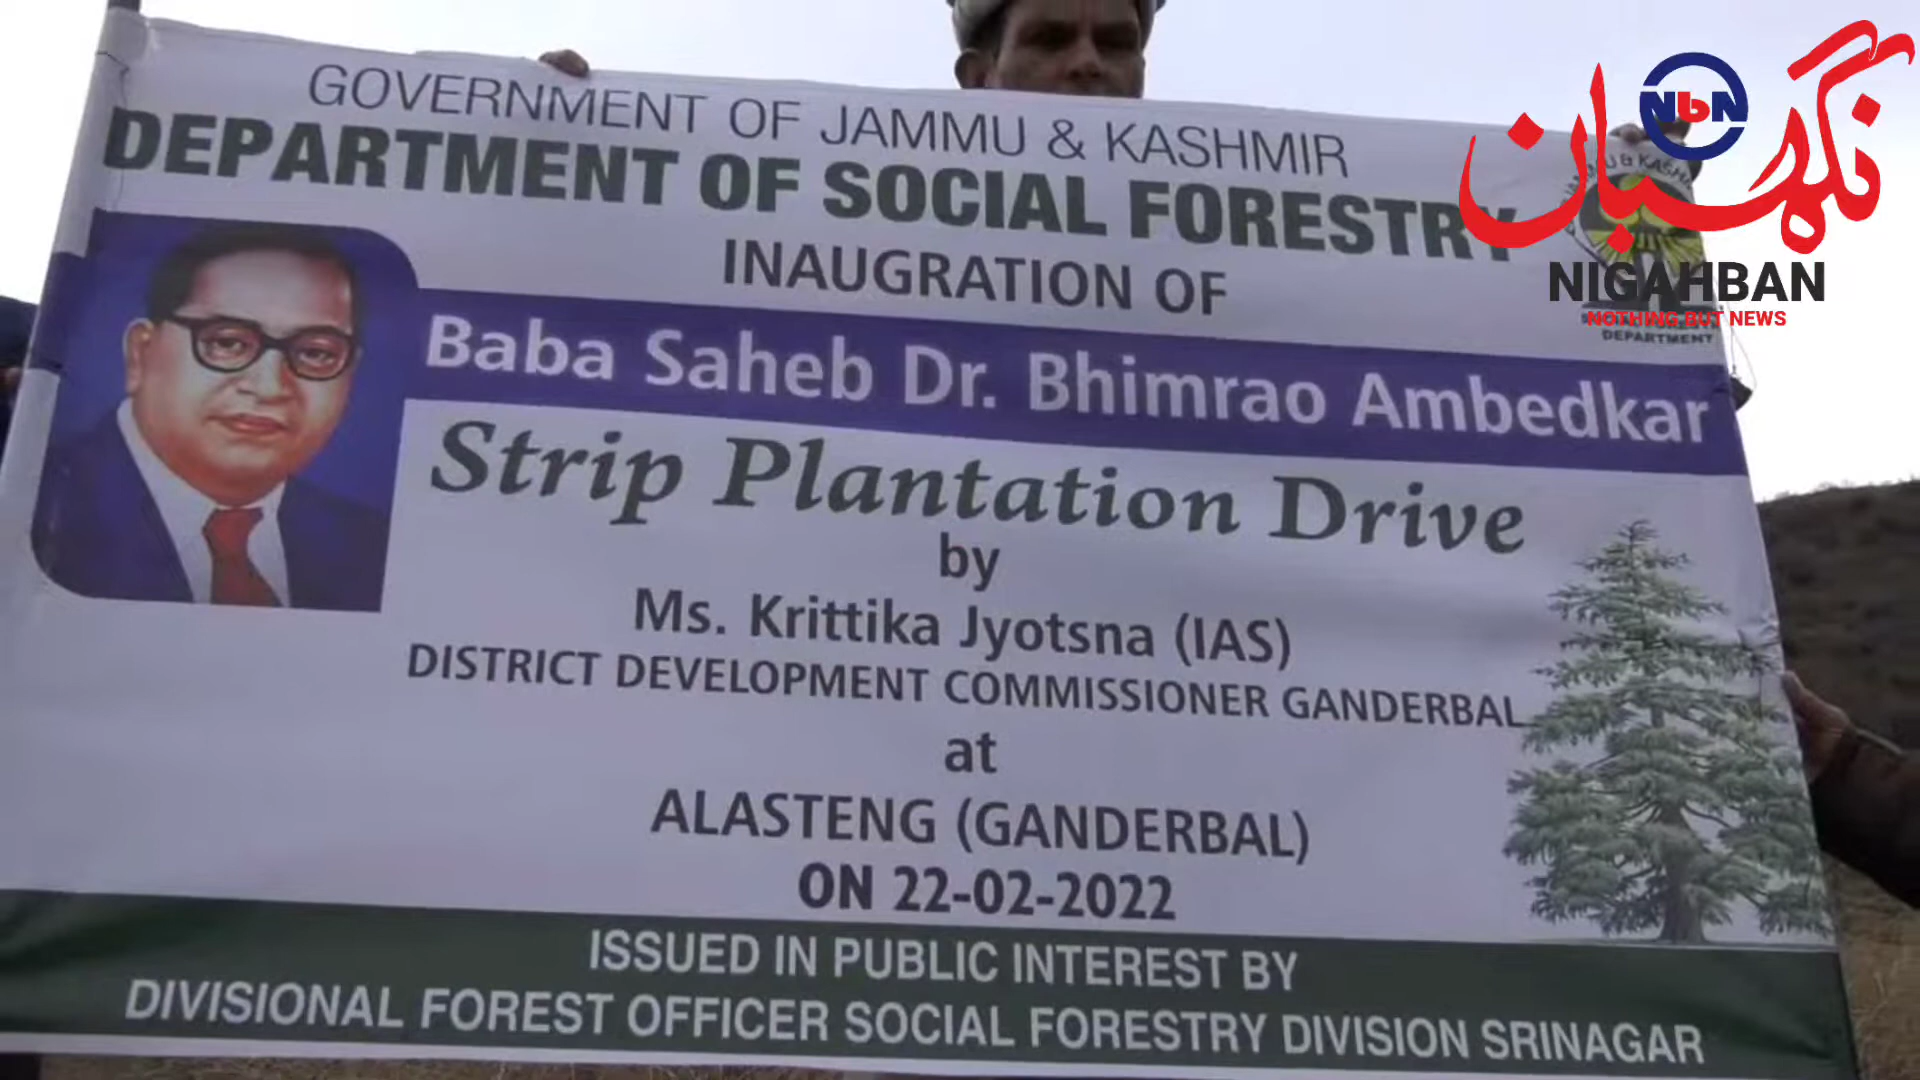 GOVERNMENT OF JAMMU & KASHMIR
DEPARTMENT OF SOCIAL FORESTRY
INAUGRATION OF
Baba Saheb Dr. Bhimrao Ambedkar
Strip Plantation Drive
by
Ms. Krittika Jyotsna (IAS)
DISTRICT DEVELOPMENT COMMISSIONER GANDERBAL
at
ALASTENG (GANDERBAL)
ON 22-02-2022
ISSUED IN PUBLIC INTEREST BY
DIVISIONAL FOREST OFFICER SOCIAL FORESTRY DIVISION SRINAGAR
نگہبان
NbN
NIGAHBAN
NOTHING BUT NEWS
JAMMU & KASHMIR
DEPARTMENT